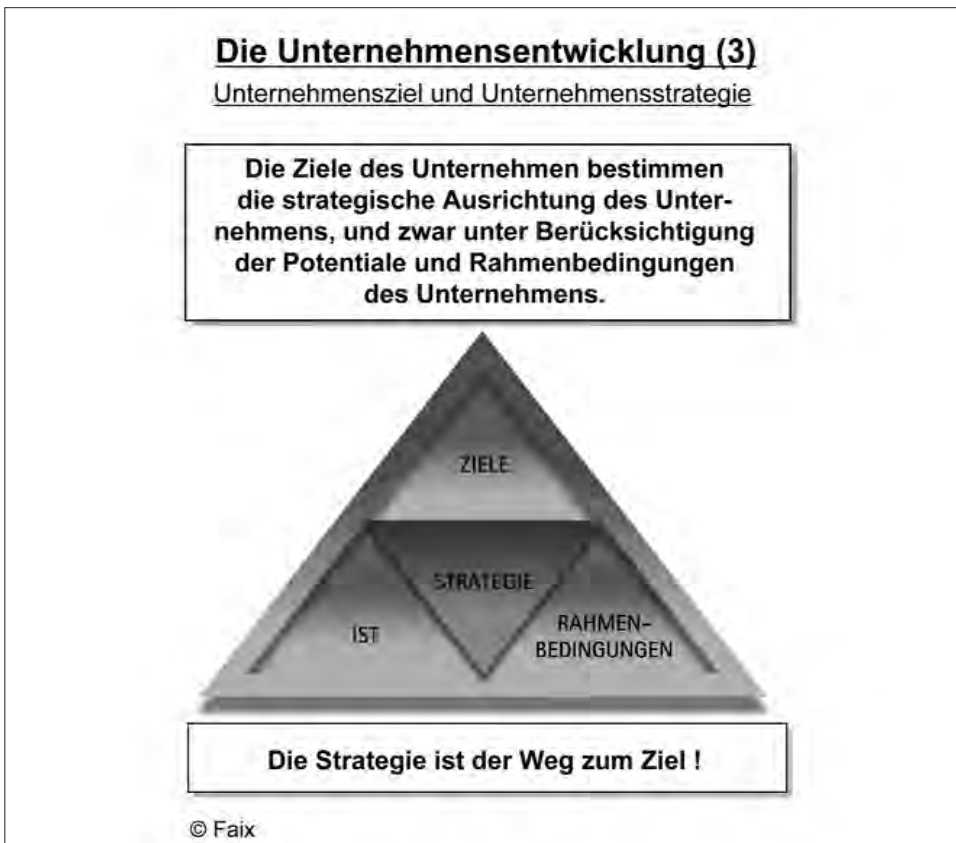 Die Unternehmensentwicklung (3)
Unternehmensziel und Unternehmensstrategie
Die Ziele des Unternehmen bestimmen
die strategische Ausrichtung des Unter-
nehmens, und zwar unter Berücksichtigung
der Potentiale und Rahmenbedingungen
des Unternehmens.
ZIELE
STRATEGIE
IST
RAHMEN-
BEDINGUNGEN
Die Strategie ist der Weg zum Ziel !
© Faix